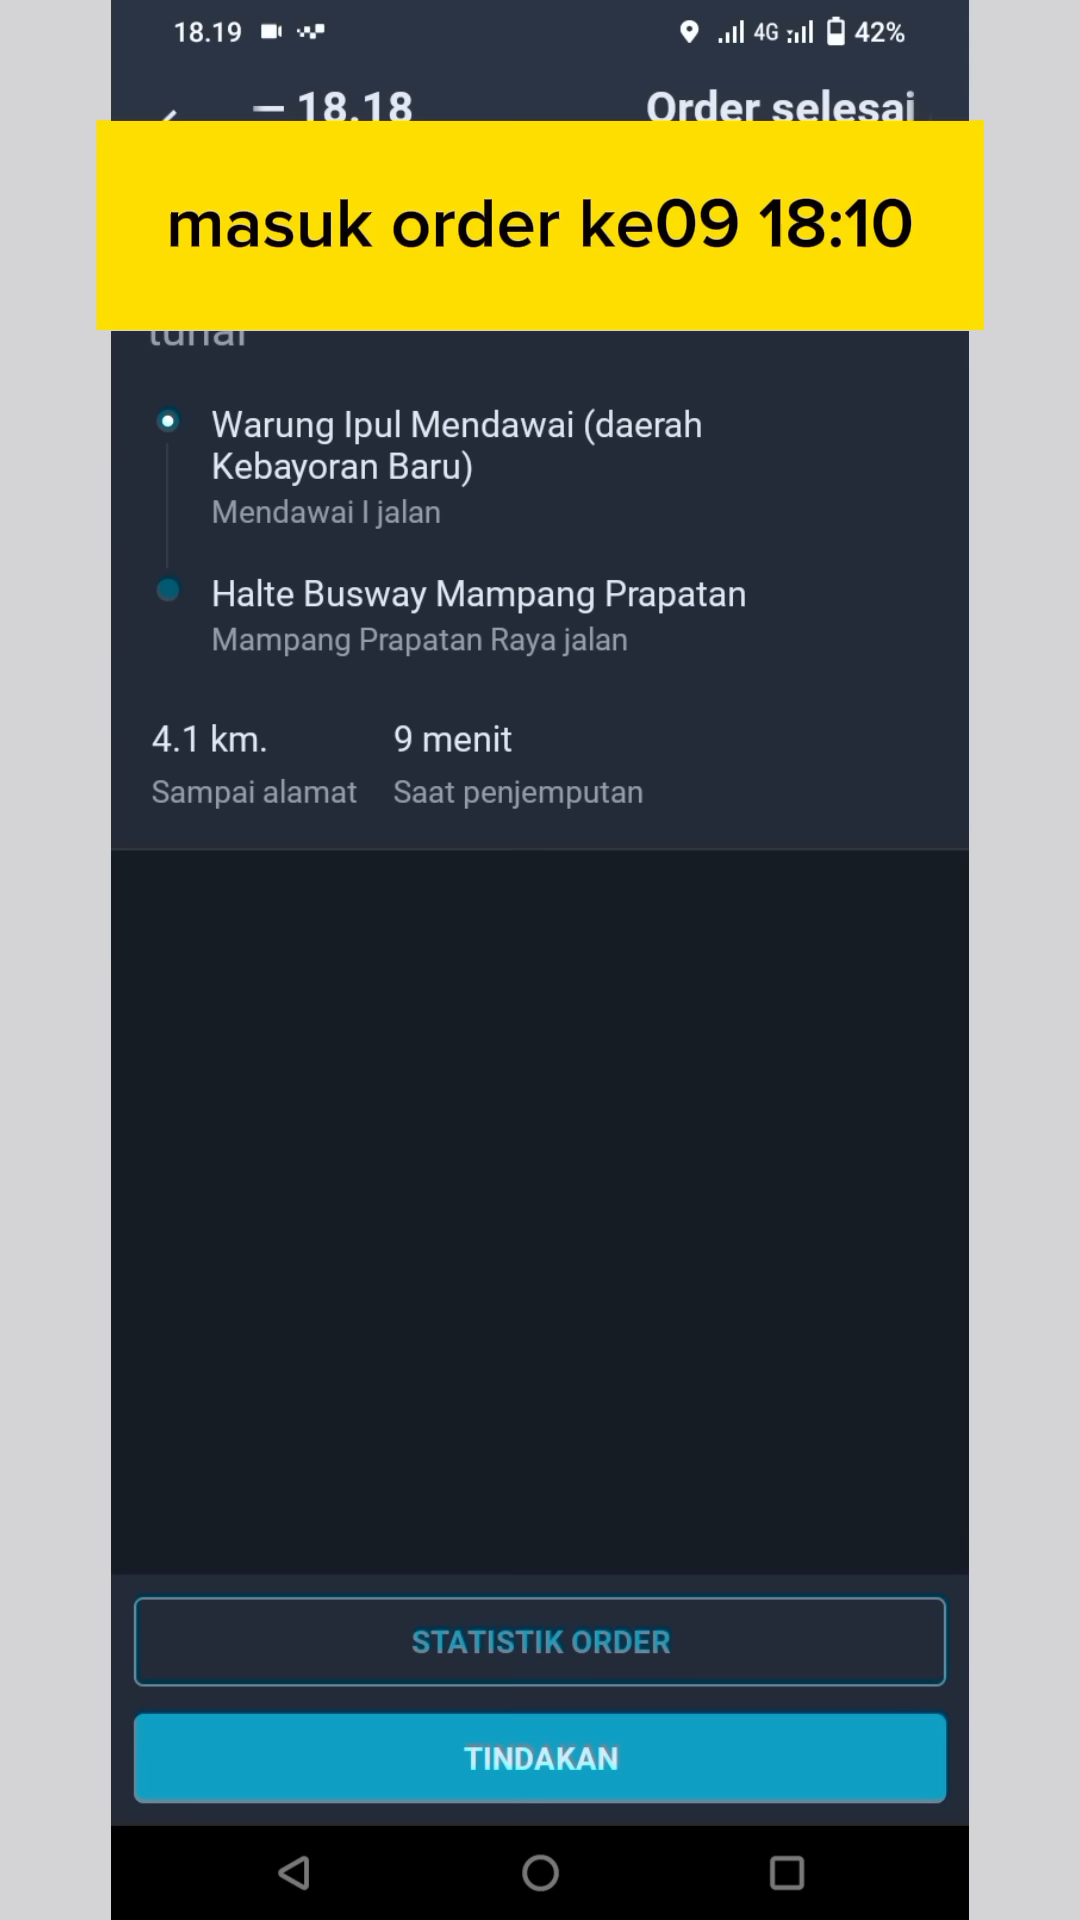 18.19
4G
42%
— 18.18
Order selesai
masuk order ke09 18:10
tunai
Warung Ipul Mendawai (daerah
Kebayoran Baru)
Mendawai I jalan
Halte Busway Mampang Prapatan
Mampang Prapatan Raya jalan
4.1 km.
9 menit
Sampai alamat
Saat penjemputan
STATISTIK ORDER
TINDAKAN